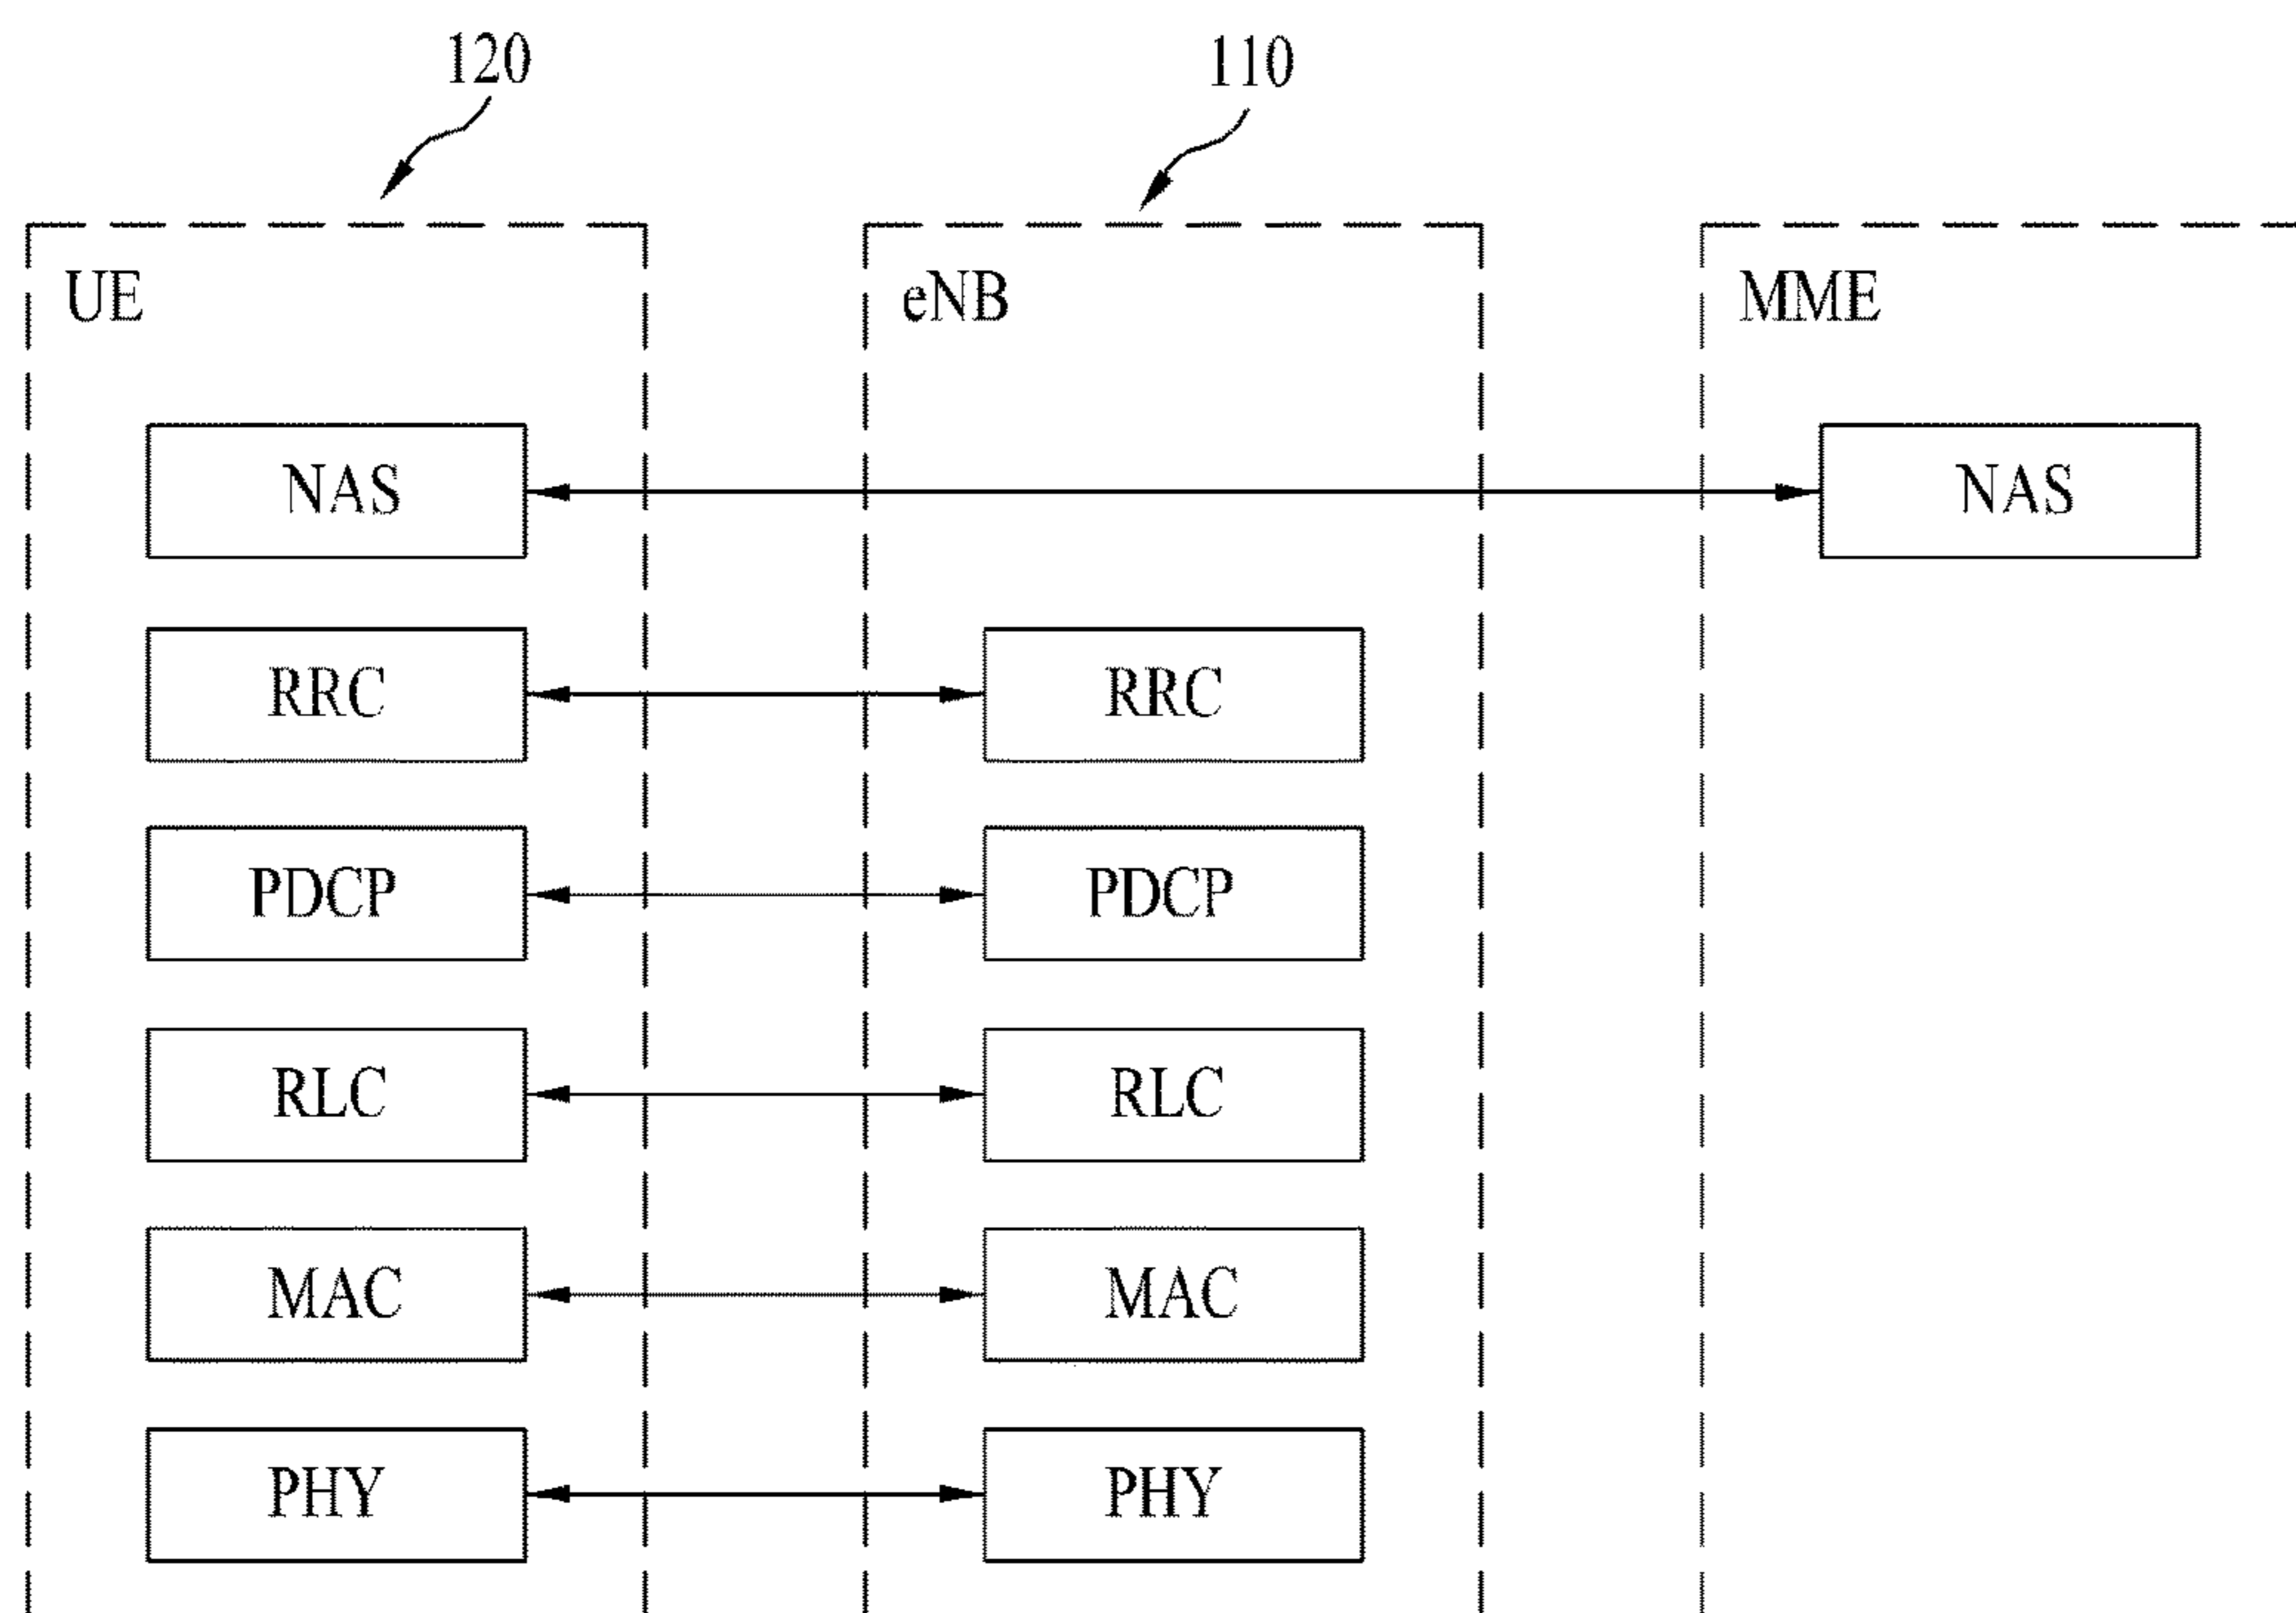 120 110
UE eNB MME
NAS NAS
RRC RRC
PDCP PDCP
RLC RLC
MAC MAC
PHY PHY